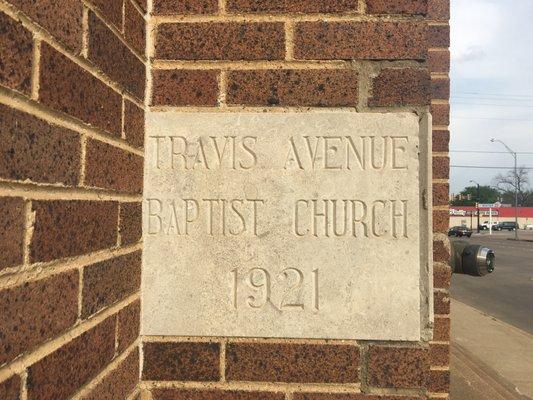 TRAVIS AVENUE
BAPTIST CHURCH
1921